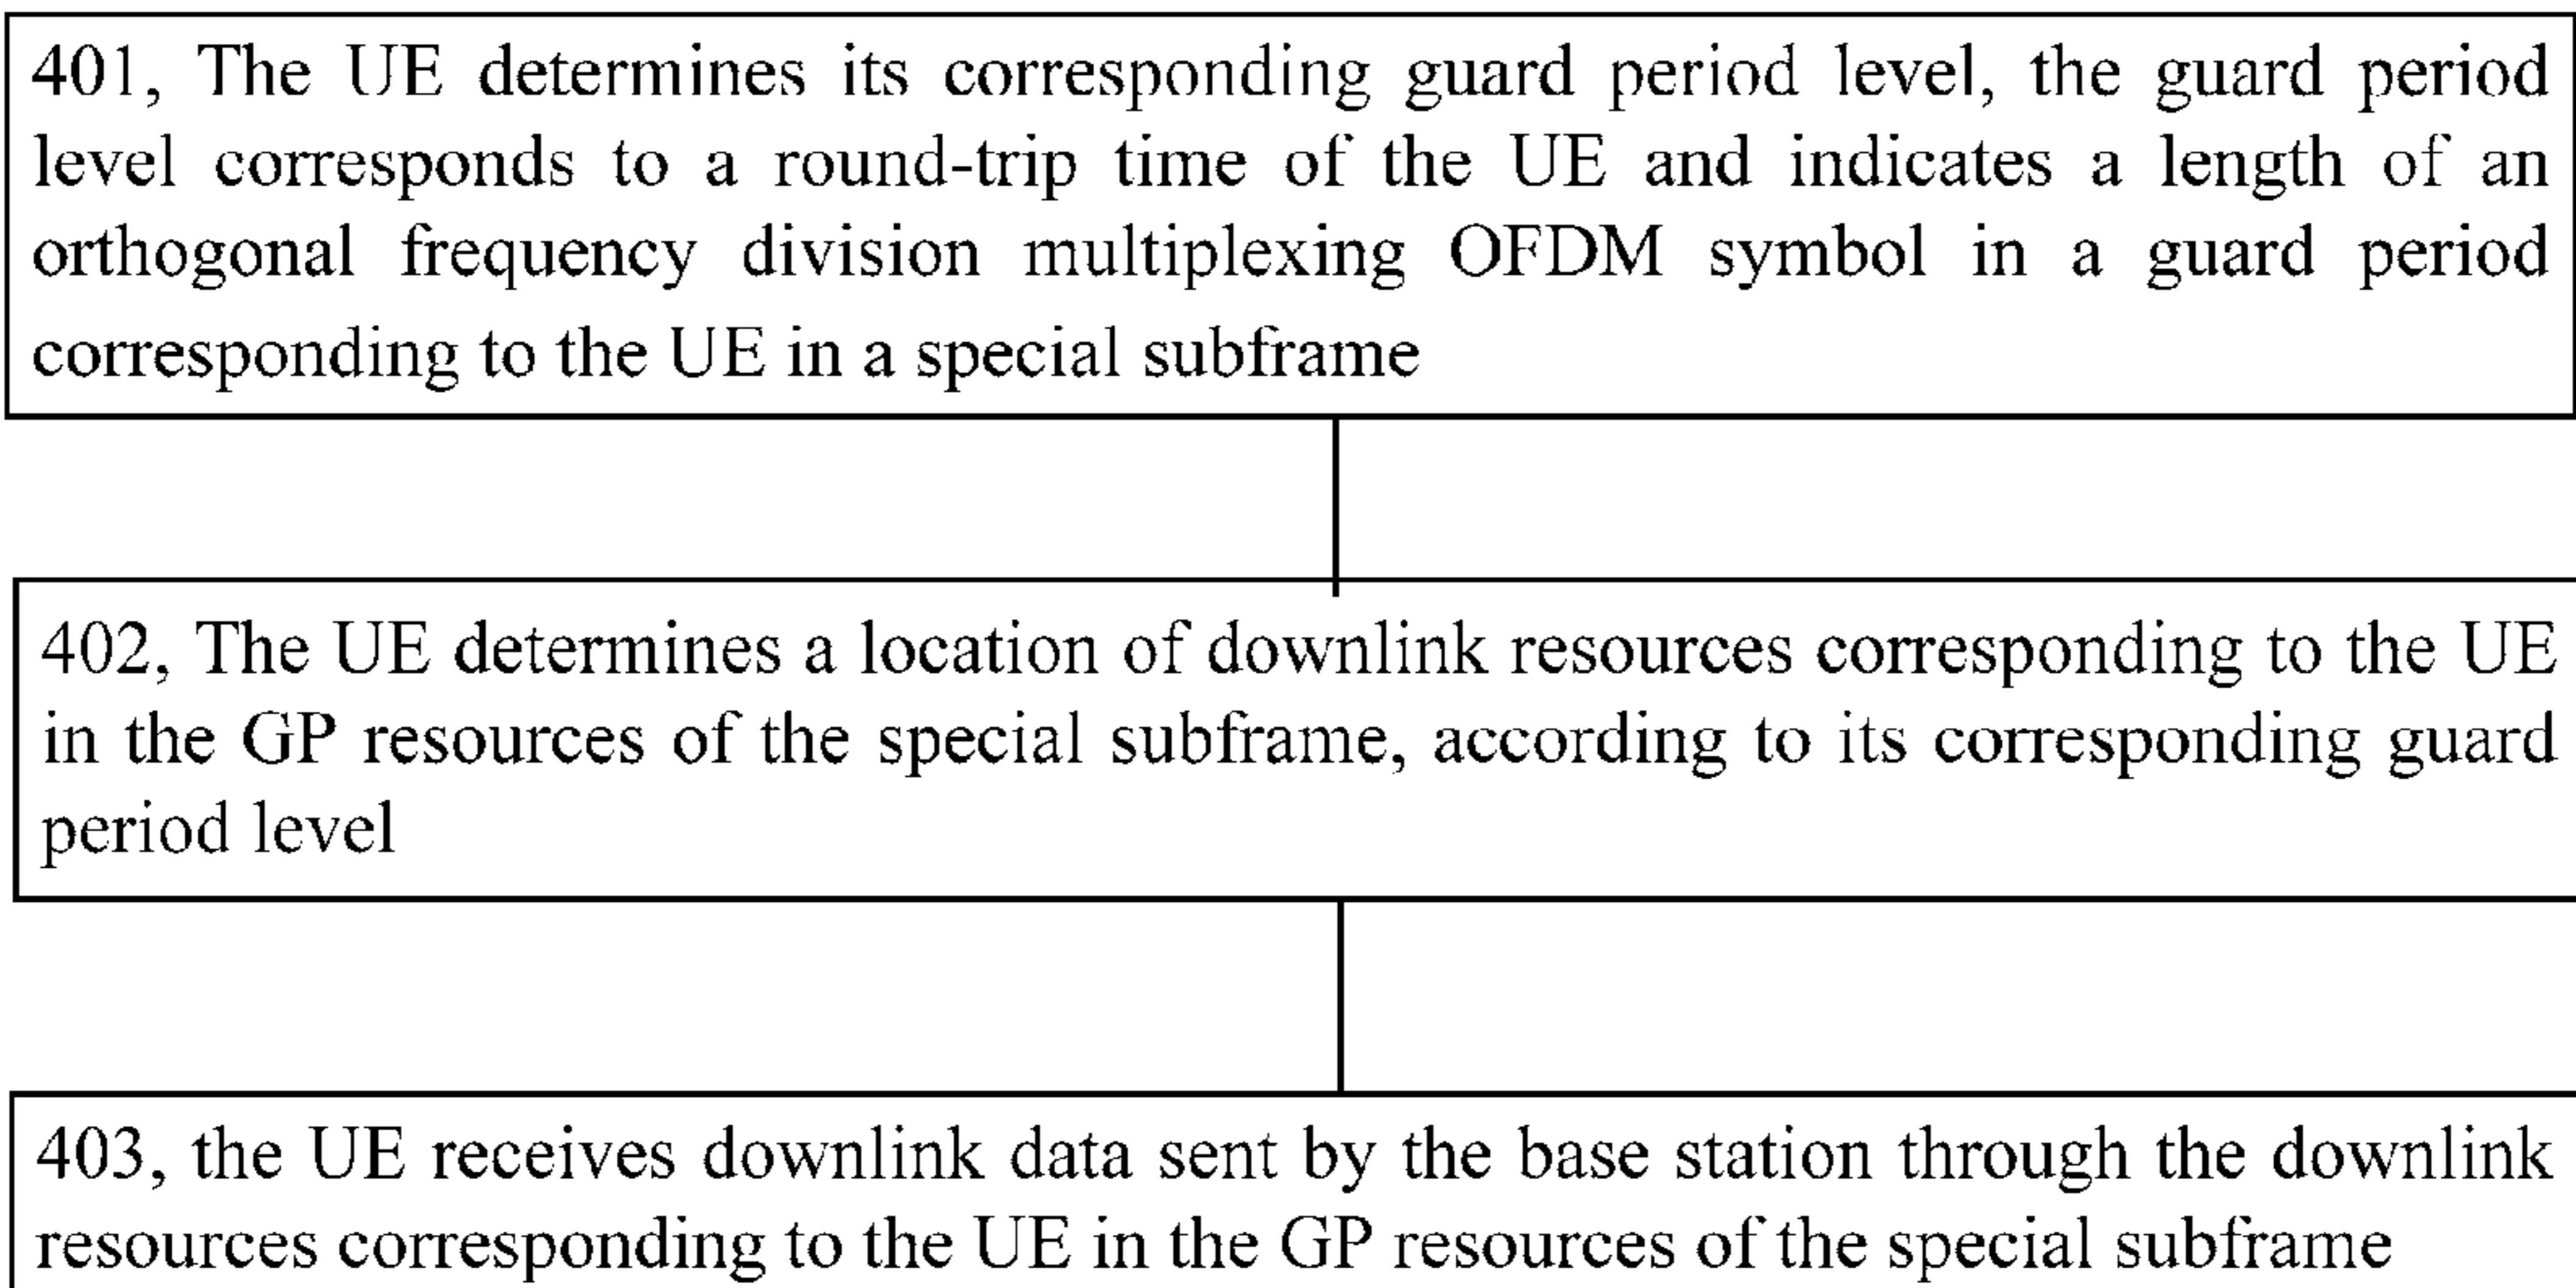 401, The UE determines its corresponding guard period level, the guard period
level corresponds to a round-trip time of the UE and indicates a length of an
orthogonal frequency division multiplexing OFDM symbol in a guard period
corresponding to the UE in a special subframe
402, The UE determines a location of downlink resources corresponding to the UE
in the GP resources of the special subframe, according to its corresponding guard
period level
403, the UE receives downlink data sent by the base station through the downlink
resources corresponding to the UE in the GP resources of the special subframe